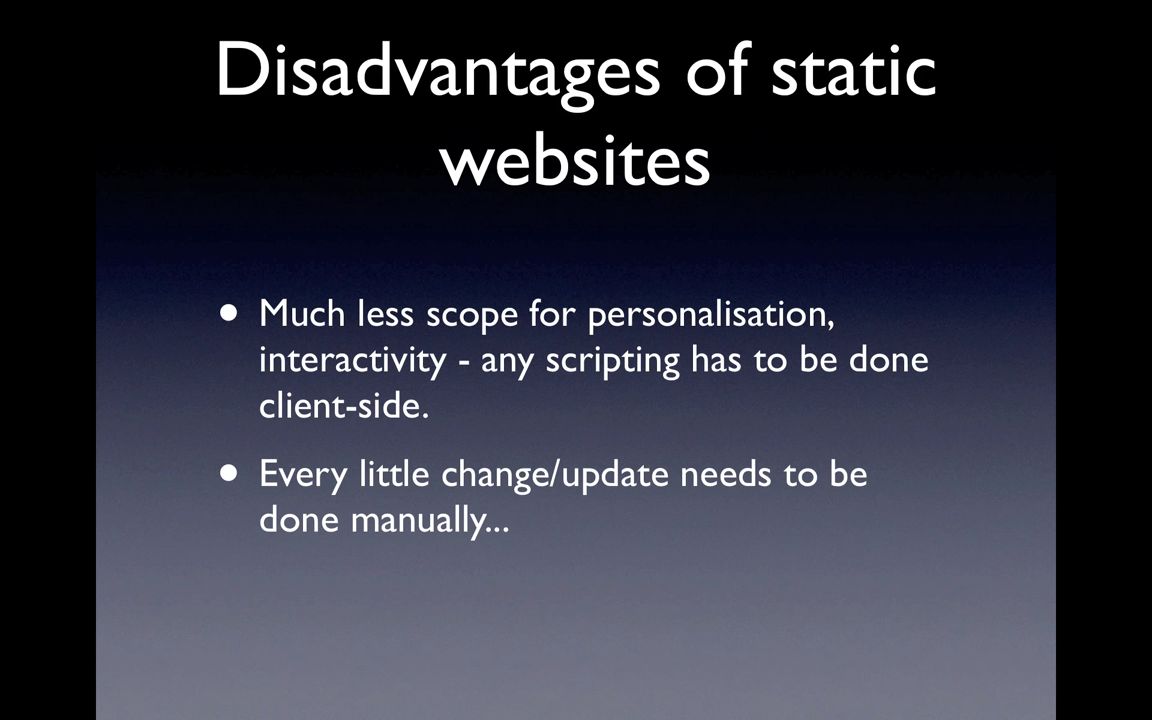 Disadvantages of static
websites
• Much less scope for personalisation,
interactivity - any scripting has to be done
client-side.
• Every little change/update needs to be
done manually...